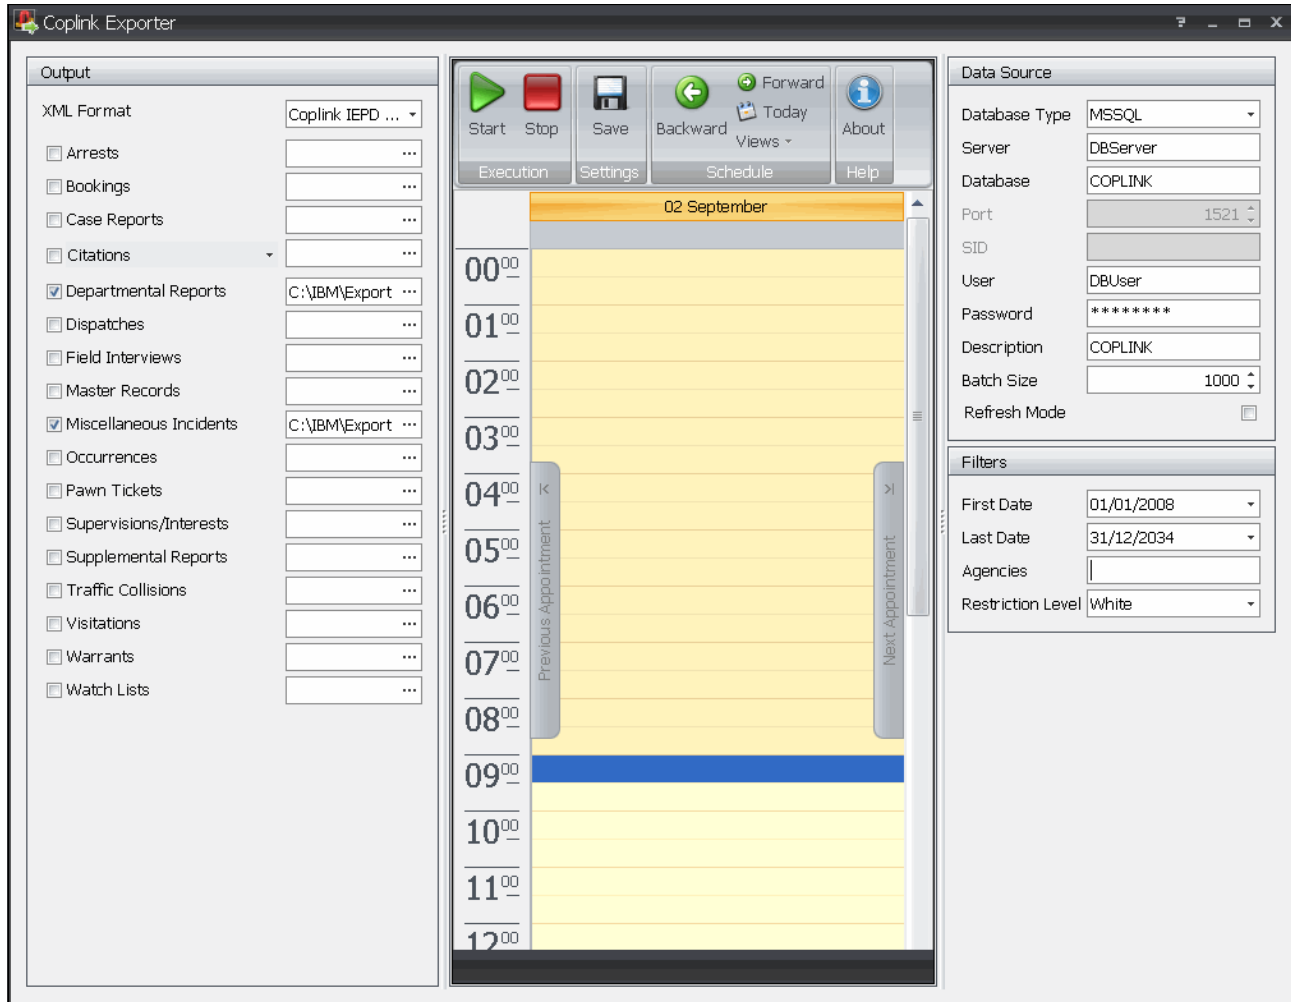 Coplink Exporter
Output
XML Format
Coplink IEPD ...
Arrests
...
Bookings
...
Case Reports
...
Citations
...
Departmental Reports
C:\IBM\Export ...
Dispatches
...
Field Interviews
...
Master Records
...
Miscellaneous Incidents
C:\IBM\Export ...
Occurrences
...
Pawn Tickets
...
Supervisions/Interests
...
Supplemental Reports
...
Traffic Collisions
...
Visitations
...
Warrants
...
Watch Lists
...
Start
Stop
Execution
Save
Settings
Backward
Forward
Today
Views
Schedule
About
Help
02 September
00 00
01 00
02 00
03 00
04 00
05 00
06 00
07 00
08 00
09 00
10 00
11 00
12 00
Previous Appointment
Next Appointment
Data Source
Database Type
MSSQL
Server
DBServer
Database
COPLINK
Port
1521
SID
User
DBUser
Password
********
Description
COPLINK
Batch Size
1000
Refresh Mode
Filters
First Date
01/01/2008
Last Date
31/12/2034
Agencies
Restriction Level
White